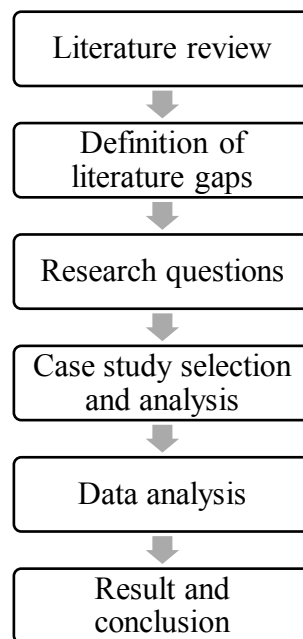 Literature review
Definition of
literature gaps
Research questions
Case study selection
and analysis
Data analysis
Result and
conclusion